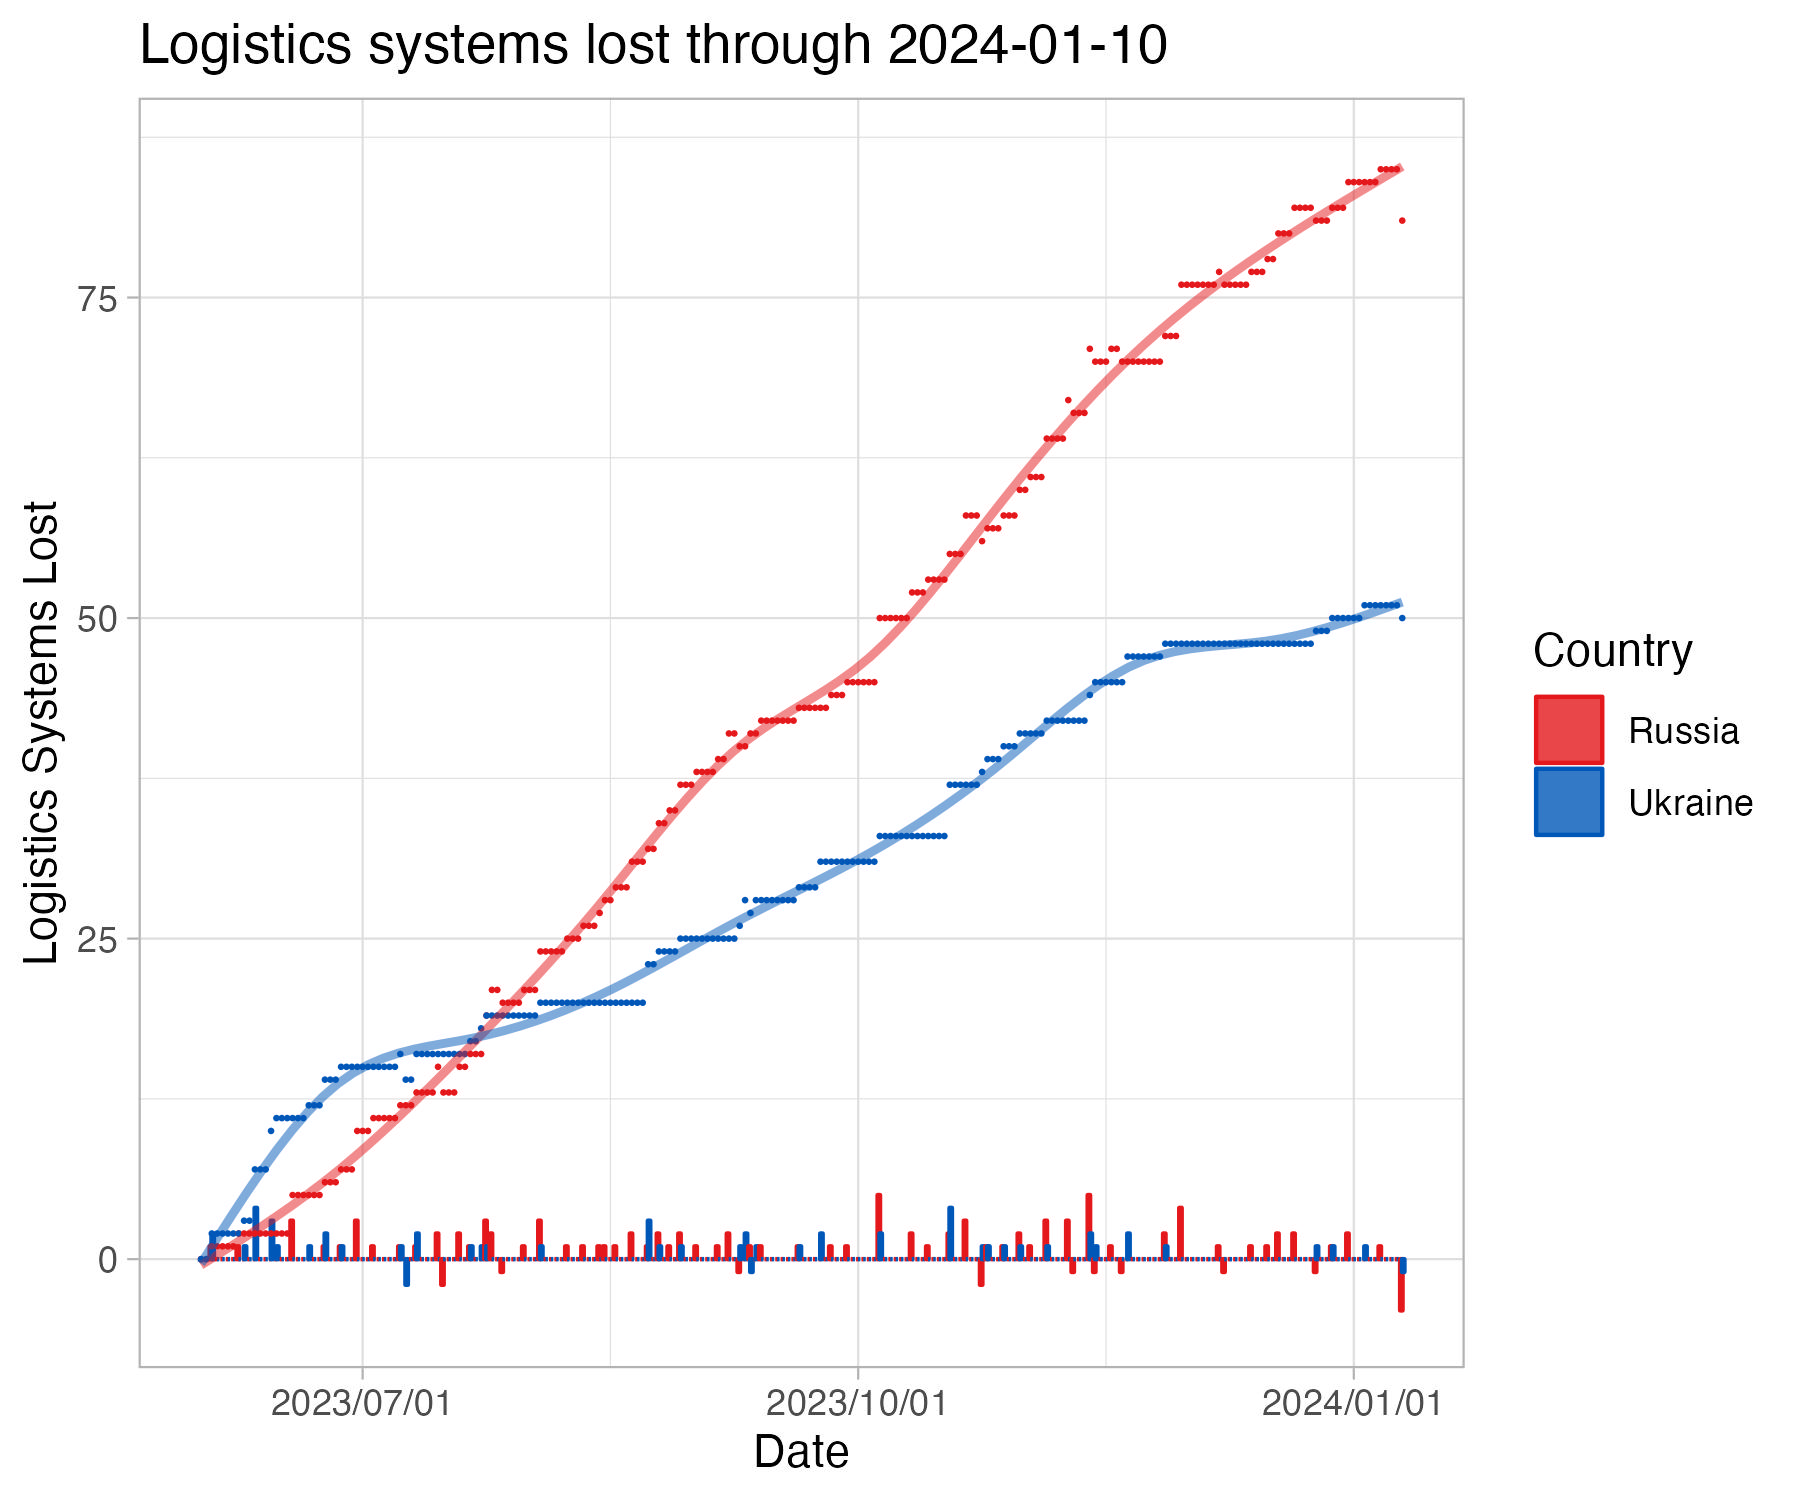 Logistics systems lost through 2024-01-10
Logistics Systems Lost
75
50
25
0
2023/07/01
2023/10/01
2024/01/01
Date
Country
Russia
Ukraine